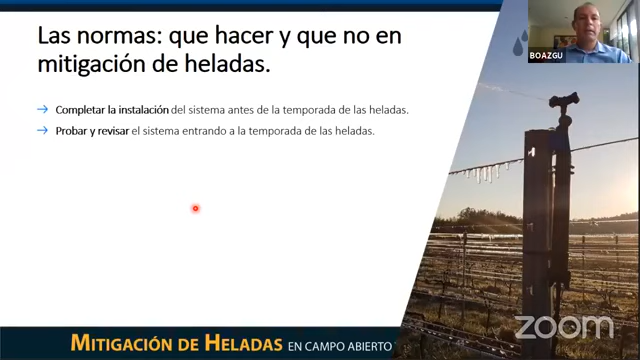 Las normas: que hacer y que no en
mitigación de heladas.
→ Completar la instalación del sistema antes de la temporada de las heladas.
→ Probar y revisar el sistema entrando a la temporada de las heladas.
BOAZGU
zoom
MITIGACIÓN DE HELADAS EN CAMPO ABIERTO